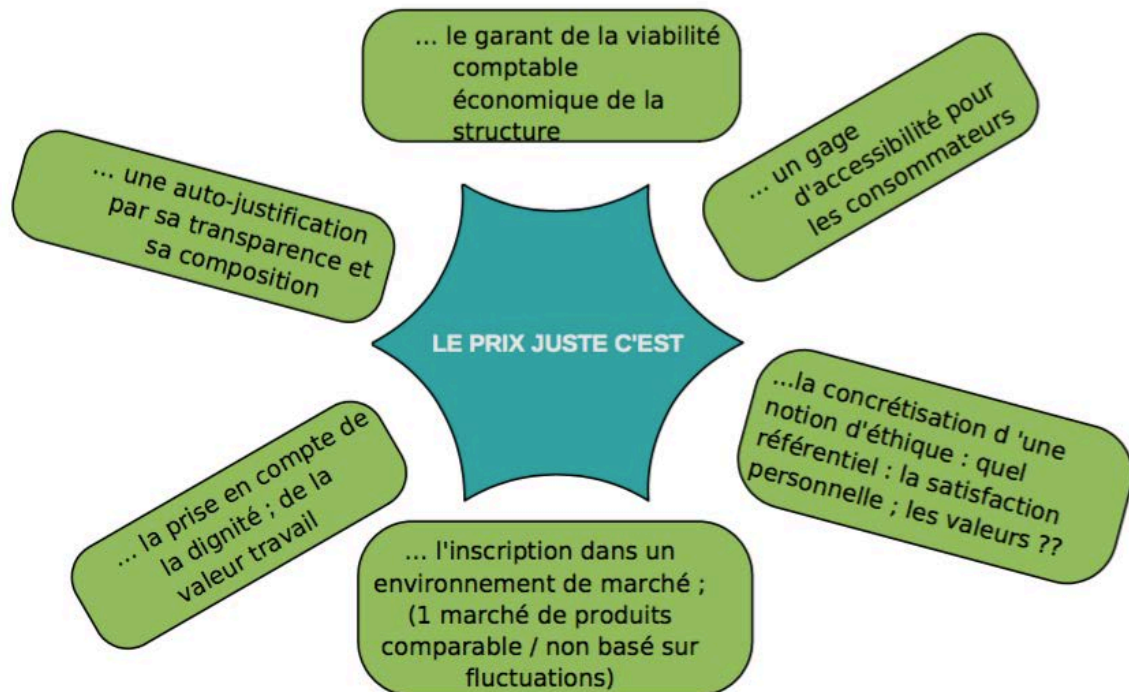 ... le garant de la viabilité
comptable
économique de la
structure
... un gage
d'accessibilité pour
les consommateurs
... une auto-justification
par sa transparence et
sa composition
LE PRIX JUSTE C'EST
...la concrétisation d 'une
notion d'éthique : quel
référentiel : la satisfaction
personnelle ; les valeurs ??
... la prise en compte de
la dignité ; de la
valeur travail
... l'inscription dans un
environnement de marché ;
(1 marché de produits
comparable / non basé sur
fluctuations)